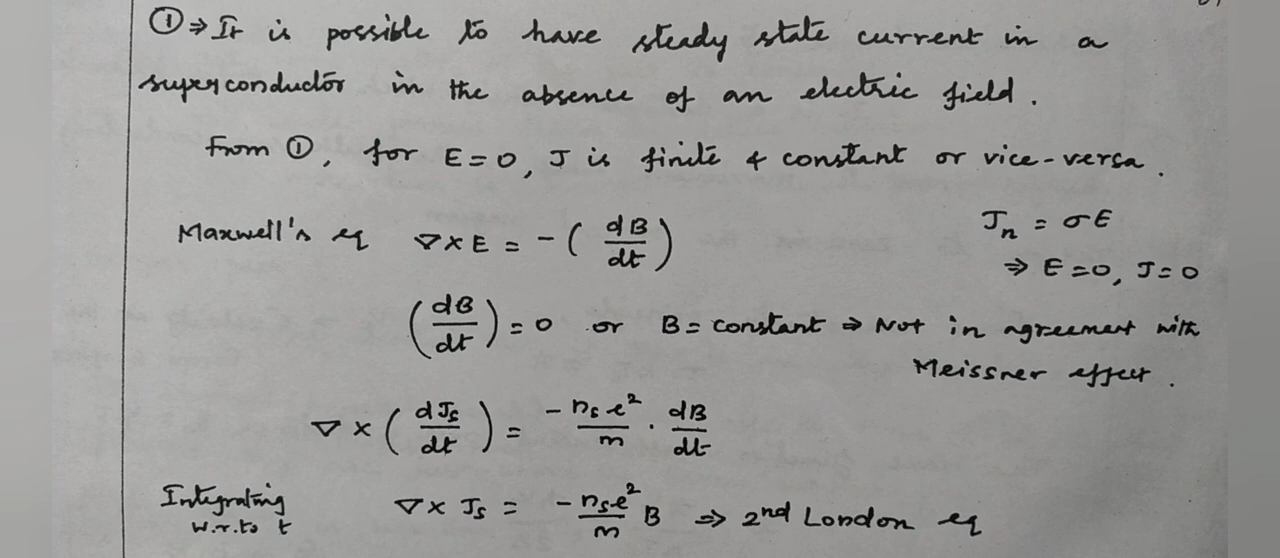 ①⇒ It is possible to have steady state current in a
superconductor in the absence of an electric field.
From ①, for E=0, J is finite & constant or vice-versa.
Maxwell's eq ∇×E = -(dB/dt) Jn = σE
⇒ E=0, J=0
(dB/dt) = 0 or B = constant ⇒ Not in agreement with
Meissner effect.
∇×(dJs/dt) = -nse²/m · dB/dt
Integrating w.r.to t ∇×Js = -nse²/m B ⇒ 2nd London eq